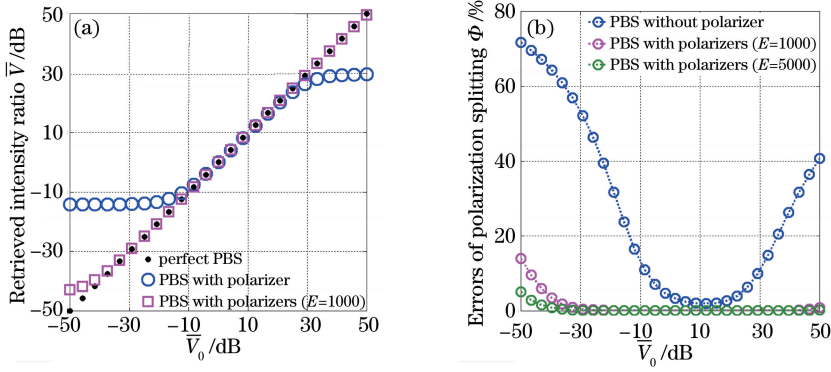 (a)
Retrieved intensity ratio V̅/dB
50
30
10
−10
−30
−50
perfect PBS
PBS with polarizer
PBS with polarizers (E=1000)
−50 −30 −10 10 30 50
V̅₀/dB
(b)
Errors of polarization splitting Φ/%
80
60
40
20
0
PBS without polarizer
PBS with polarizers (E=1000)
PBS with polarizers (E=5000)
−50 −30 −10 10 30 50
V̅₀/dB